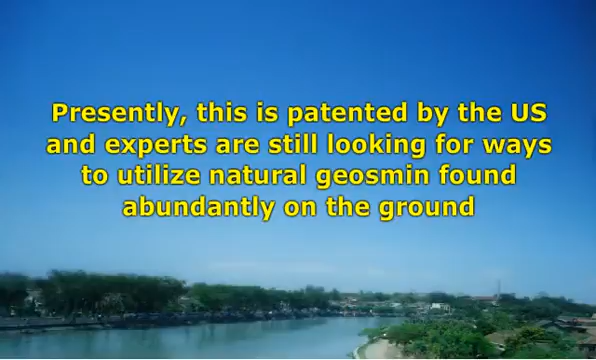 Presently, this is patented by the US
and experts are still looking for ways
to utilize natural geosmin found
abundantly on the ground